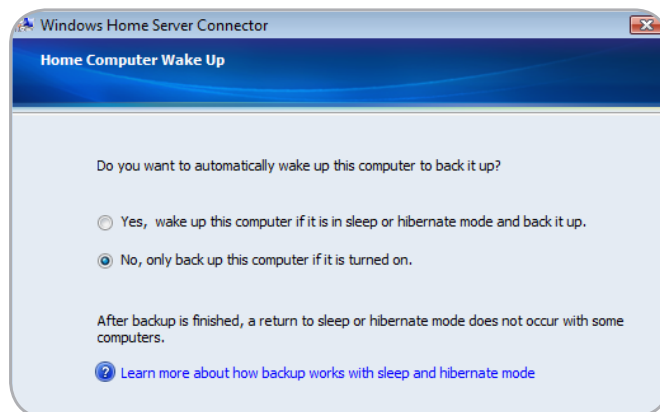 Windows Home Server Connector
Home Computer Wake Up
Do you want to automatically wake up this computer to back it up?
Yes, wake up this computer if it is in sleep or hibernate mode and back it up.
No, only back up this computer if it is turned on.
After backup is finished, a return to sleep or hibernate mode does not occur with some
computers.
Learn more about how backup works with sleep and hibernate mode